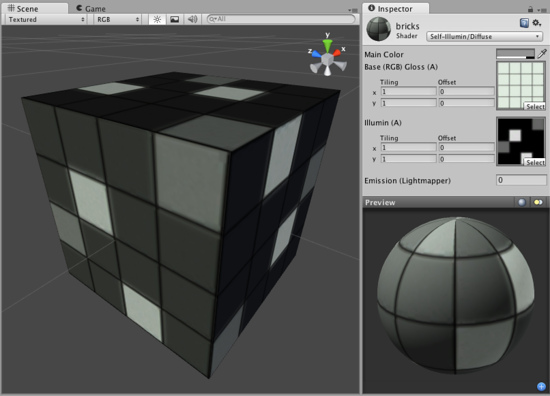 Scene
Game
Textured
RGB
All
y
x
z
Inspector
bricks
Shader
Self-Illumin/Diffuse
Main Color
Base (RGB) Gloss (A)
Tiling Offset
x 1 0
y 1 0
Select
Illumin (A)
Tiling Offset
x 1 0
y 1 0
Select
Emission (Lightmapper) 0
Preview